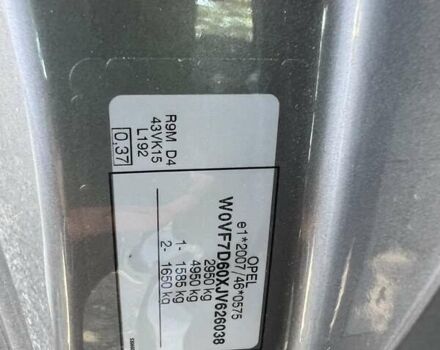 OPEL
e1*2007/46*0575
W0VF7D60XJV626038
2950 kg
4950 kg
1- 1585 kg
2- 1650 kg
R9M D4
43VK15
L192
0,37